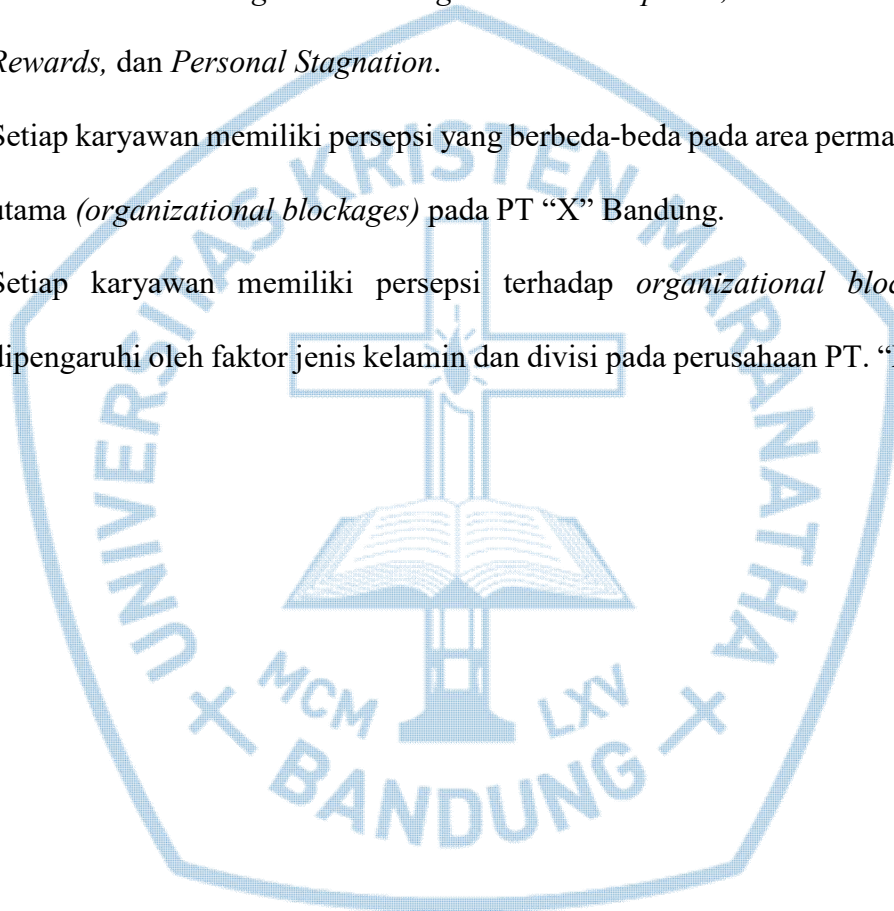 Rewards, dan Personal Stagnation.
Setiap karyawan memiliki persepsi yang berbeda-beda pada area
utama (organizational blockages) pada PT “X” Bandung.
Setiap karyawan memiliki persepsi terhadap organizational
dipengaruhi oleh faktor jenis kelamin dan divisi pada perusahaan PT.
UNIVERSITAS KRISTEN MARANATHA
MCM LXV
BANDUNG